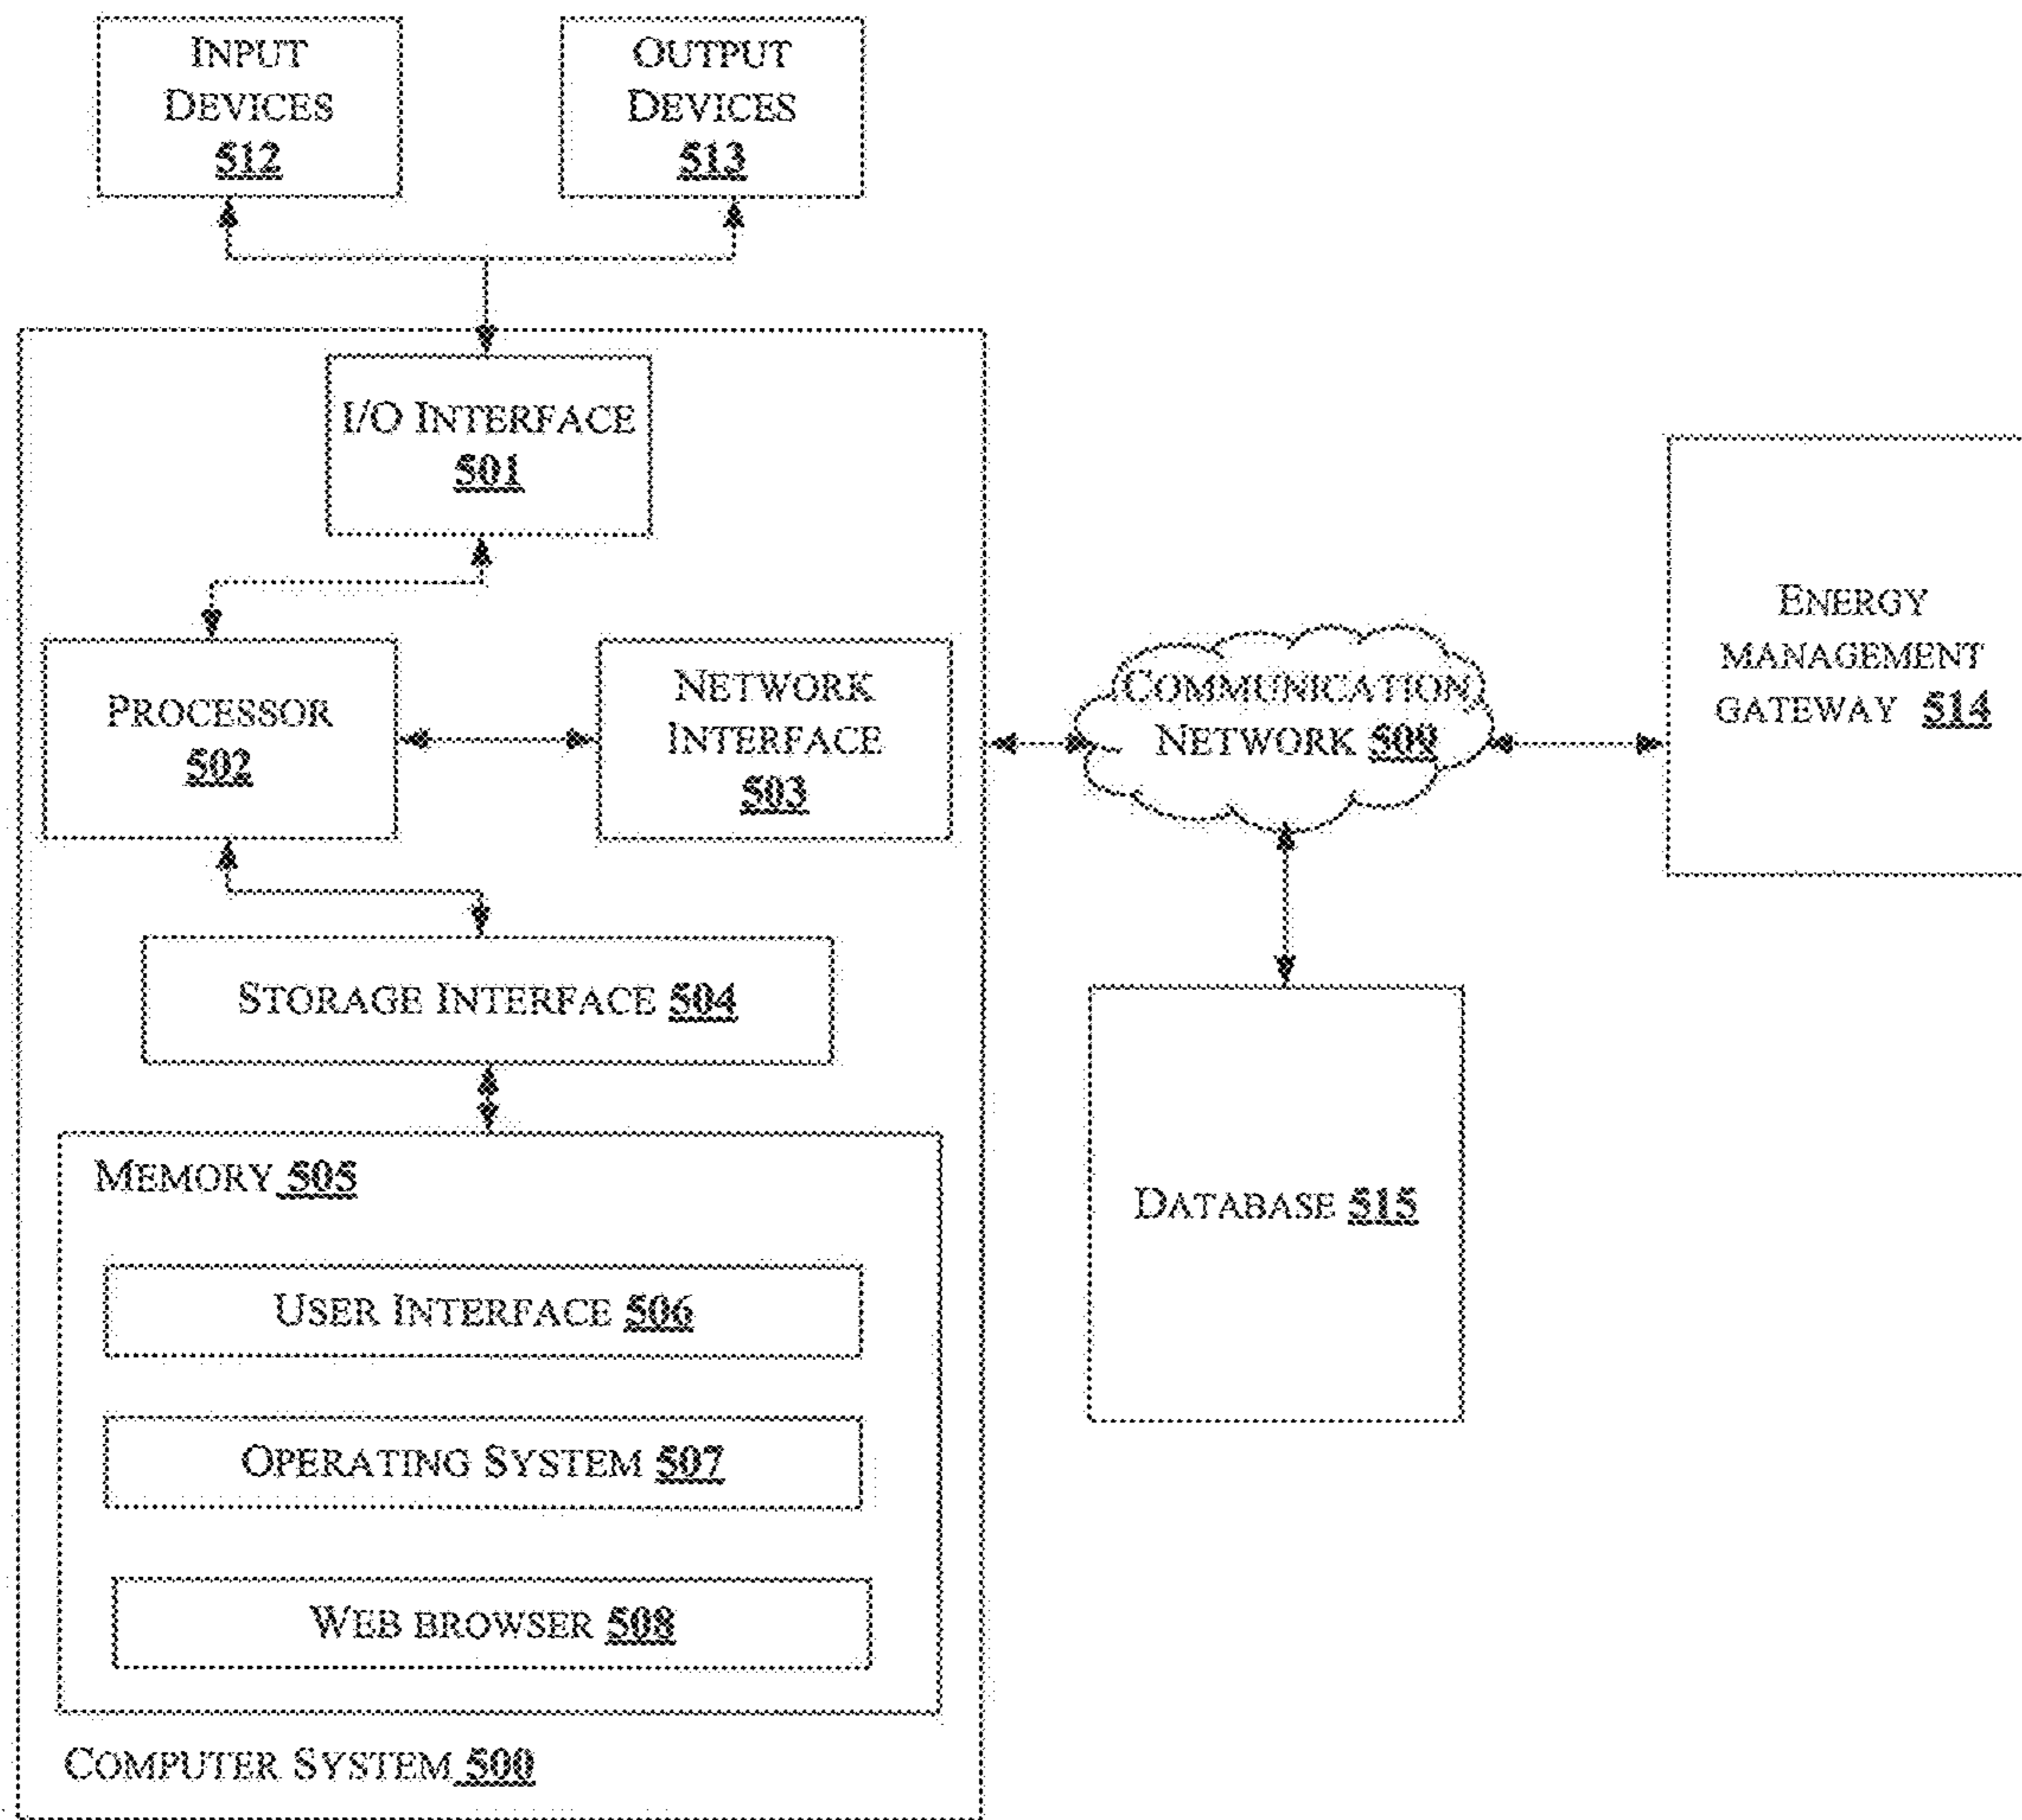 INPUT
DEVICES
512
OUTPUT
DEVICES
513
I/O INTERFACE
501
PROCESSOR
502
NETWORK
INTERFACE
503
COMMUNICATION
NETWORK 509
ENERGY
MANAGEMENT
GATEWAY 514
STORAGE INTERFACE 504
MEMORY 505
USER INTERFACE 506
OPERATING SYSTEM 507
WEB BROWSER 508
COMPUTER SYSTEM 500
DATABASE 515